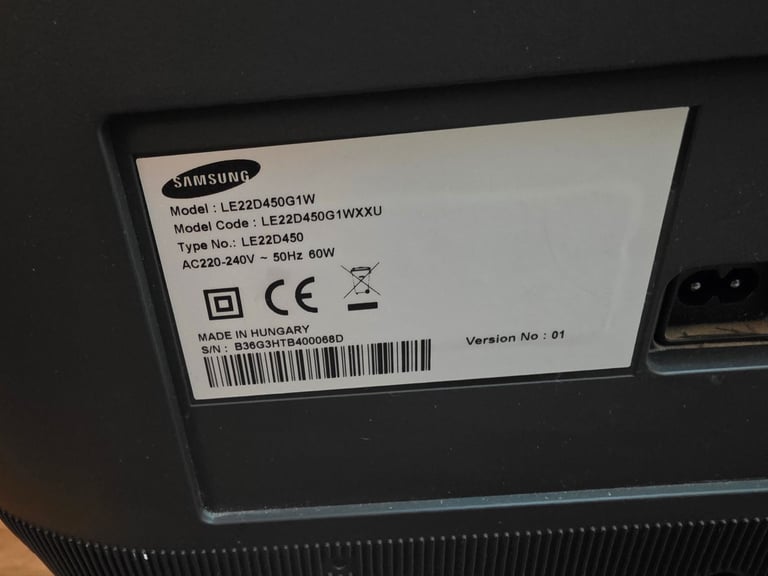 SAMSUNG
Model : LE22D450G1W
Model Code : LE22D450G1WXXU
Type No.: LE22D450
AC220-240V ~ 50Hz 60W
CE
MADE IN HUNGARY
S/N : B36G3HTB400068D
Version No : 01